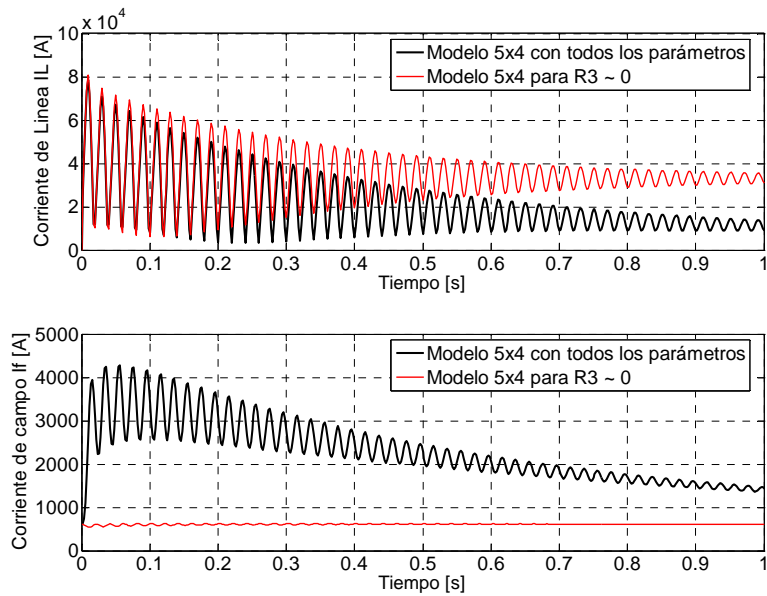 x 10⁴
10
8
6
4
2
0
Corriente de Linea IL [A]
Modelo 5x4 con todos los parámetros
Modelo 5x4 para R3 ~ 0
0 0.1 0.2 0.3 0.4 0.5 0.6 0.7 0.8 0.9 1
Tiempo [s]
5000
4000
3000
2000
1000
0
Corriente de campo If [A]
Modelo 5x4 con todos los parámetros
Modelo 5x4 para R3 ~ 0
0 0.1 0.2 0.3 0.4 0.5 0.6 0.7 0.8 0.9 1
Tiempo [s]